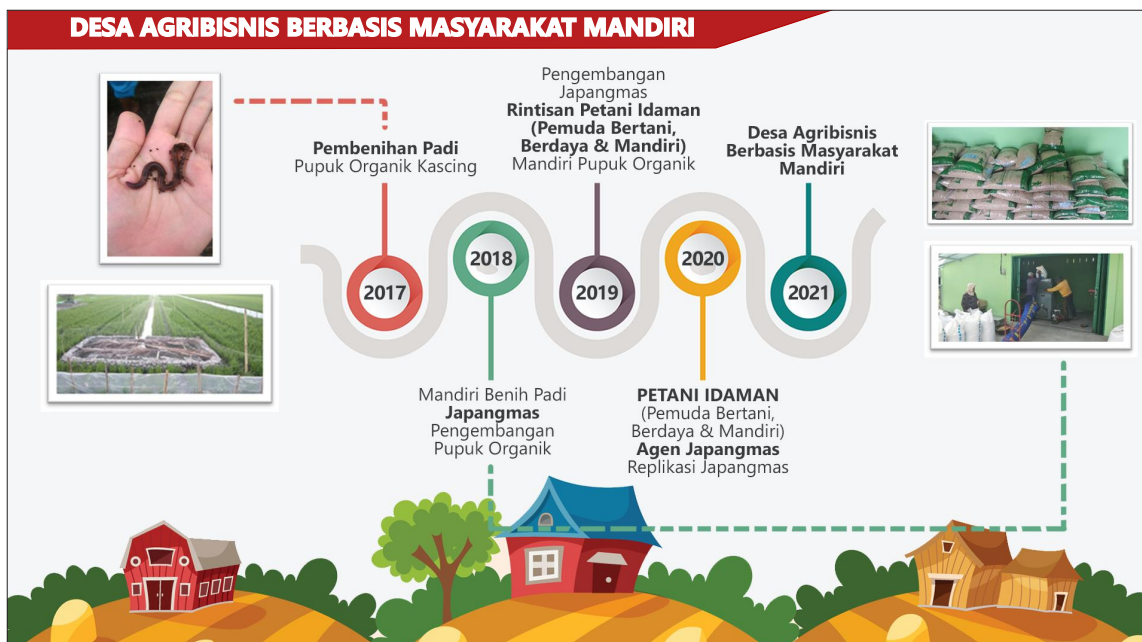 DESA AGRIBISNIS BERBASIS MASYARAKAT MANDIRI
Pembenihan Padi
Pupuk Organik Kascing
2017
2018
Mandiri Benih Padi
Japangmas
Pengembangan
Pupuk Organik
Pengembangan
Japangmas
Rintisan Petani Idaman
(Pemuda Bertani,
Berdaya & Mandiri)
Mandiri Pupuk Organik
2019
2020
PETANI IDAMAN
(Pemuda Bertani,
Berdaya & Mandiri)
Agen Japangmas
Replikasi Japangmas
Desa Agribisnis
Berbasis Masyarakat
Mandiri
2021